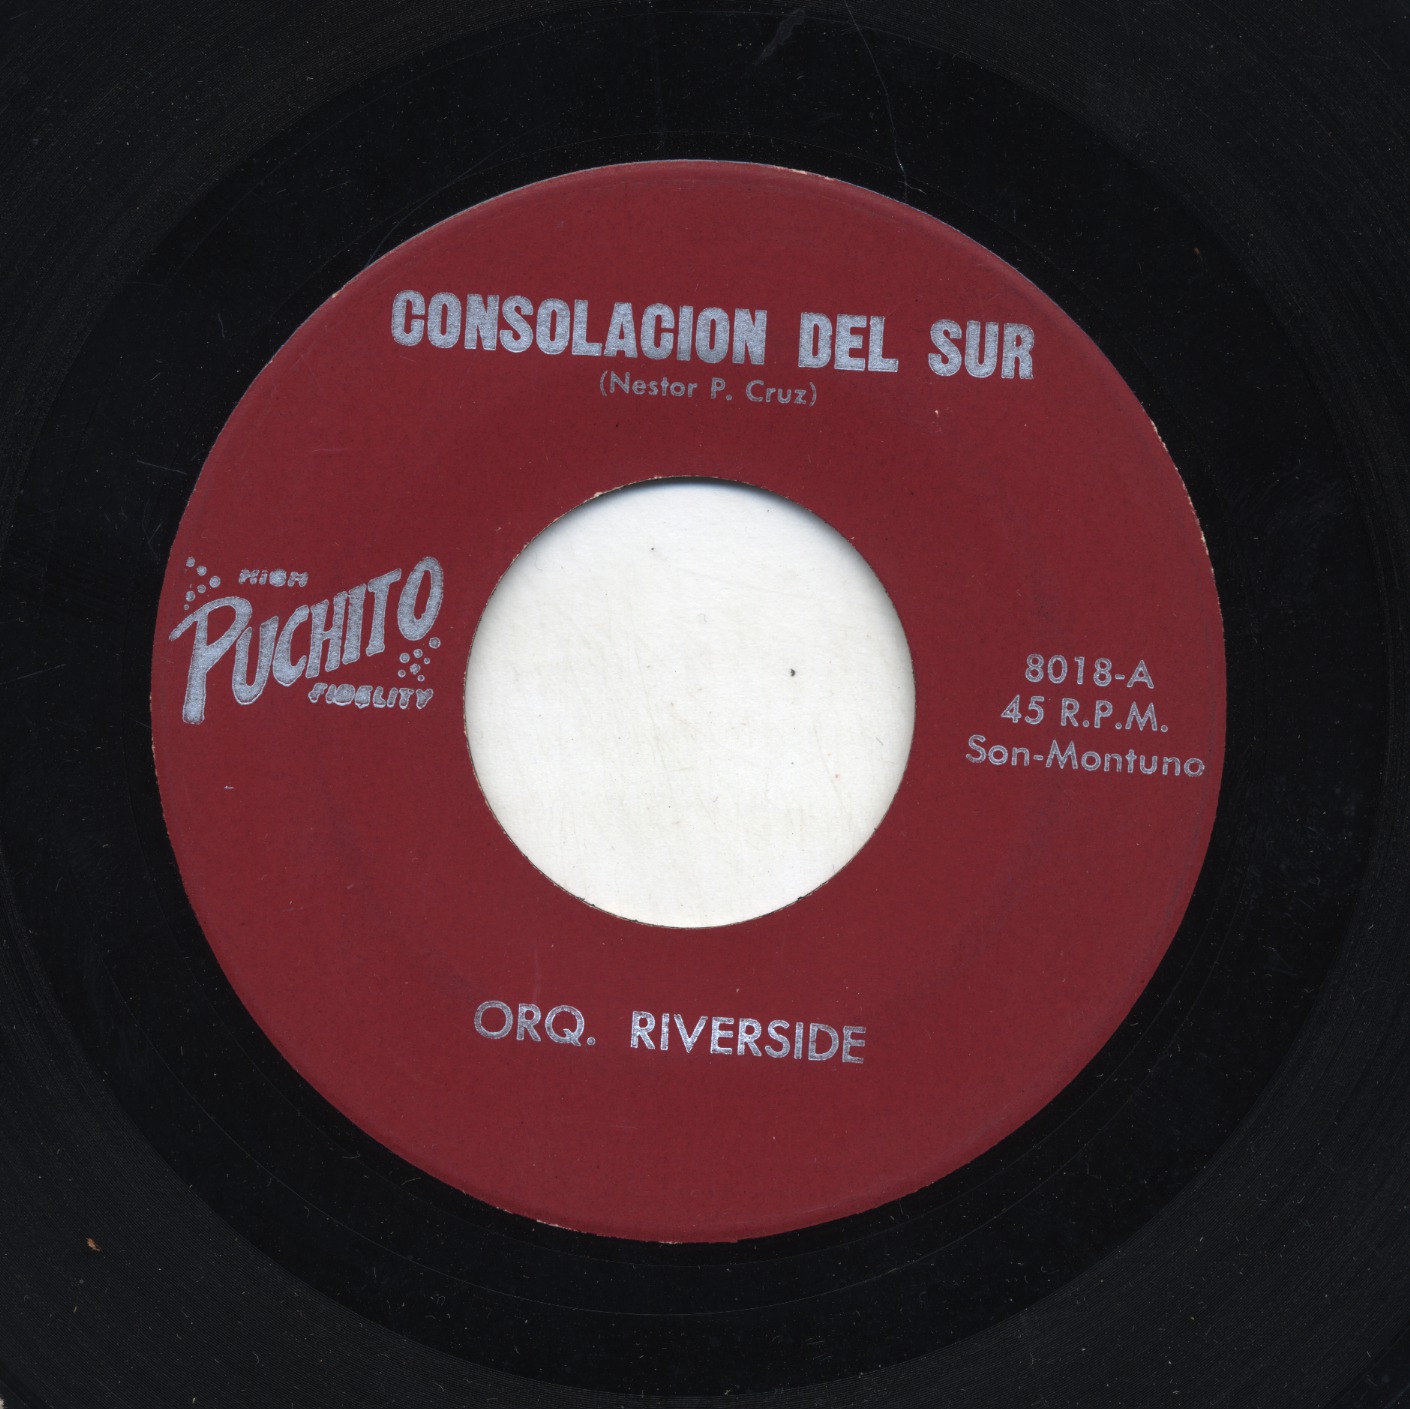 CONSOLACION DEL SUR
(Nestor P. Cruz)
HIGH
PUCHITO
FIDELITY
8018-A
45 R.P.M.
Son-Montuno
ORQ. RIVERSIDE